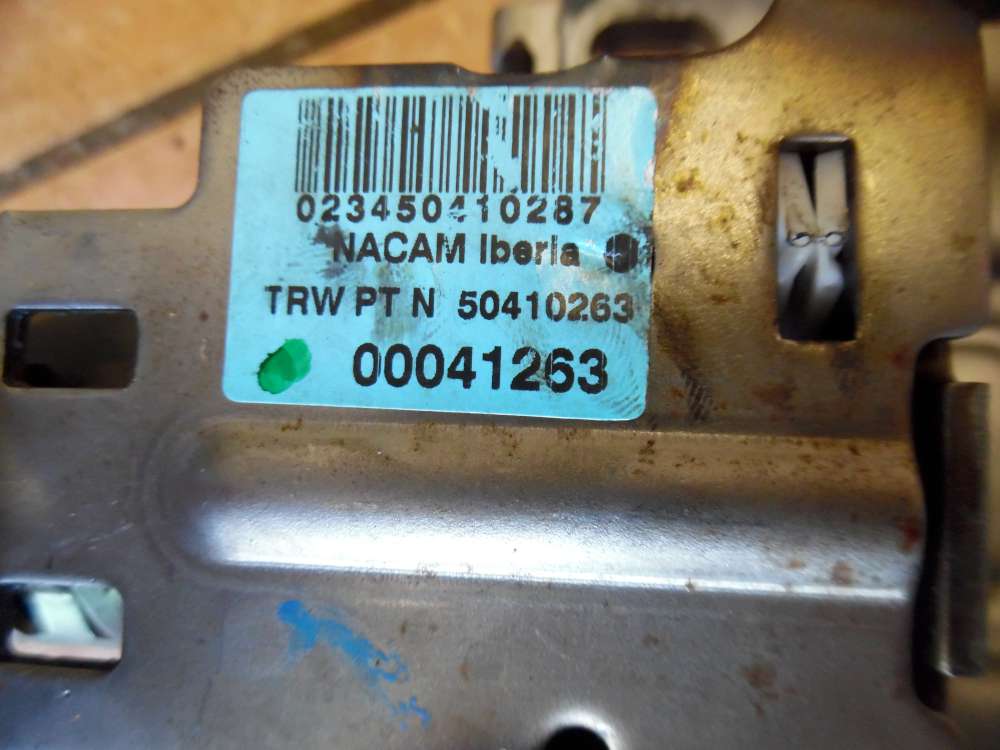 023450410287
NACAM Iberia
TRW PT N 50410263
00041263